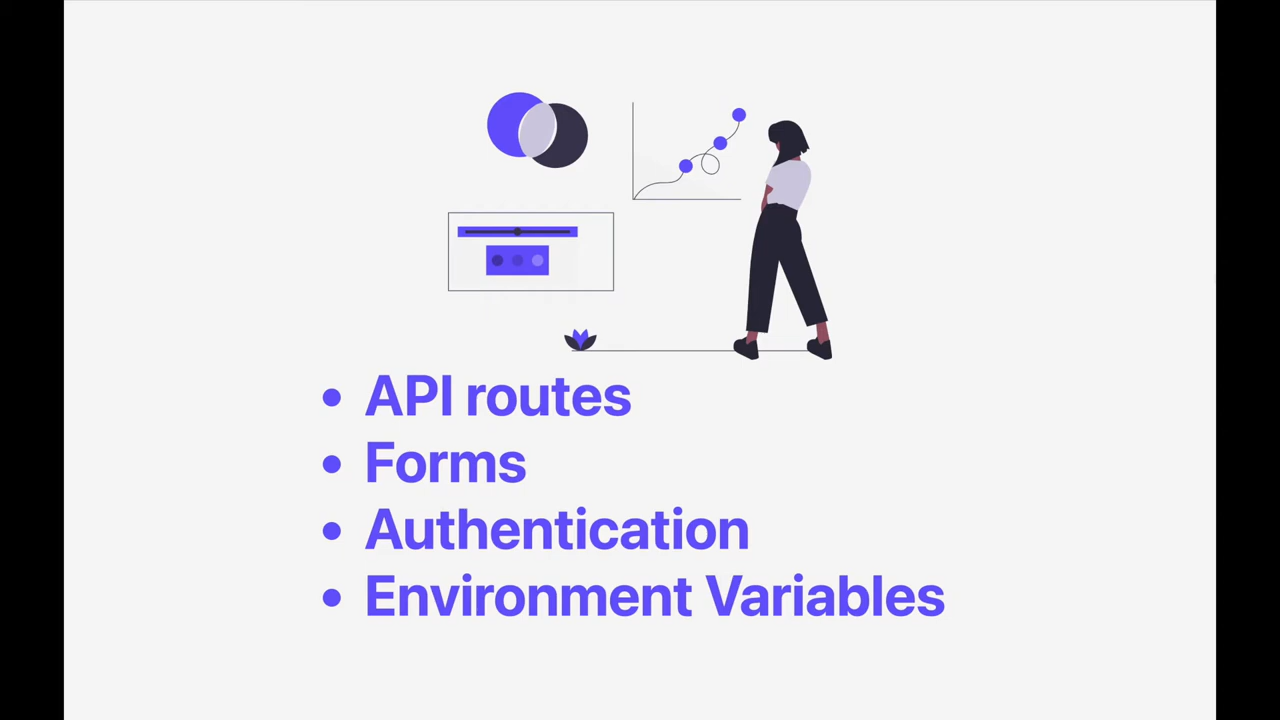 • API routes
• Forms
• Authentication
• Environment Variables